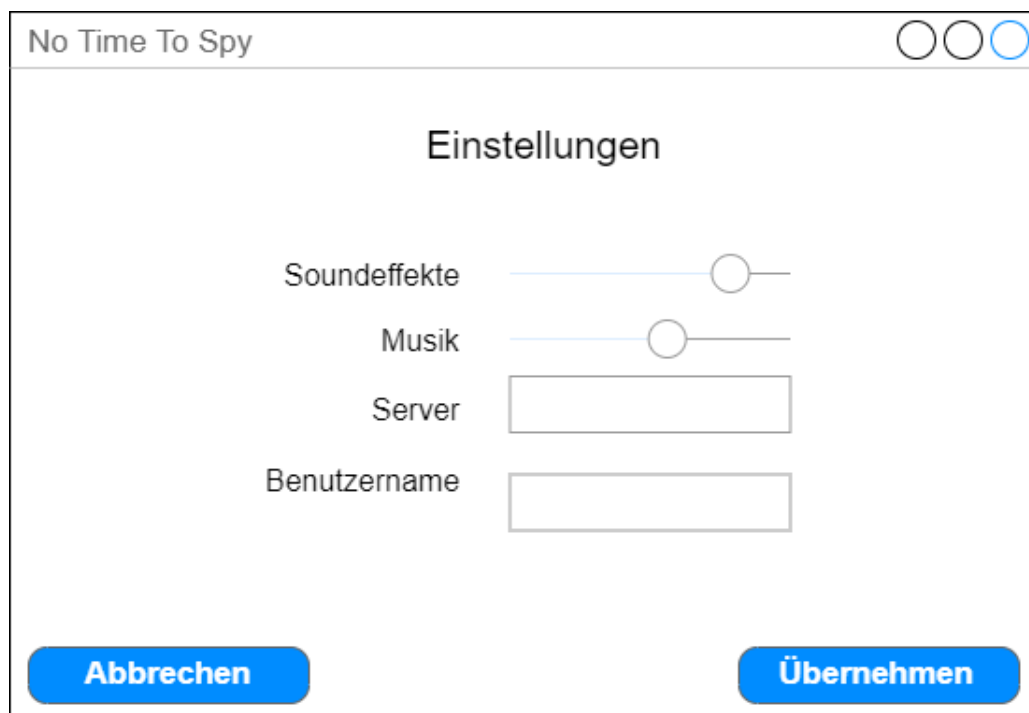 No Time To Spy
Einstellungen
Soundeffekte
Musik
Server
Benutzername
Abbrechen
Übernehmen